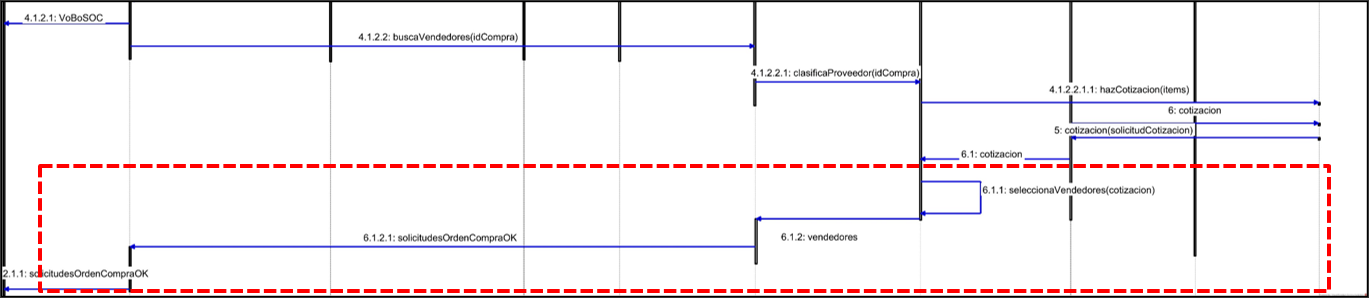 4.1.2.1: VoBoSOC
4.1.2.2: buscaVendedores(idCompra)
4.1.2.2.1: clasificaProveedor(idCompra)
4.1.2.2.1.1: hazCotizacion(items)
6: cotizacion
5: cotizacion(solicitudCotizacion)
6.1: cotizacion
6.1.1: seleccionaVendedores(cotizacion)
6.1.2: vendedores
6.1.2.1: solicitudesOrdenCompraOK
2.1.1: solicitudesOrdenCompraOK